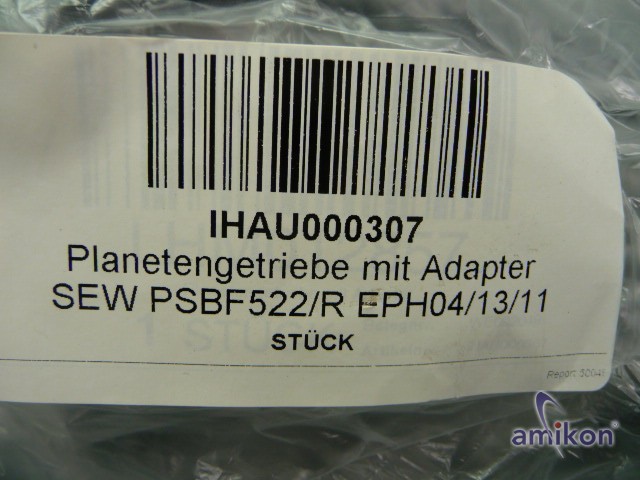 IHAU000307
Planetengetriebe mit Adapter
SEW PSBF522/R EPH04/13/11
STÜCK
amikon